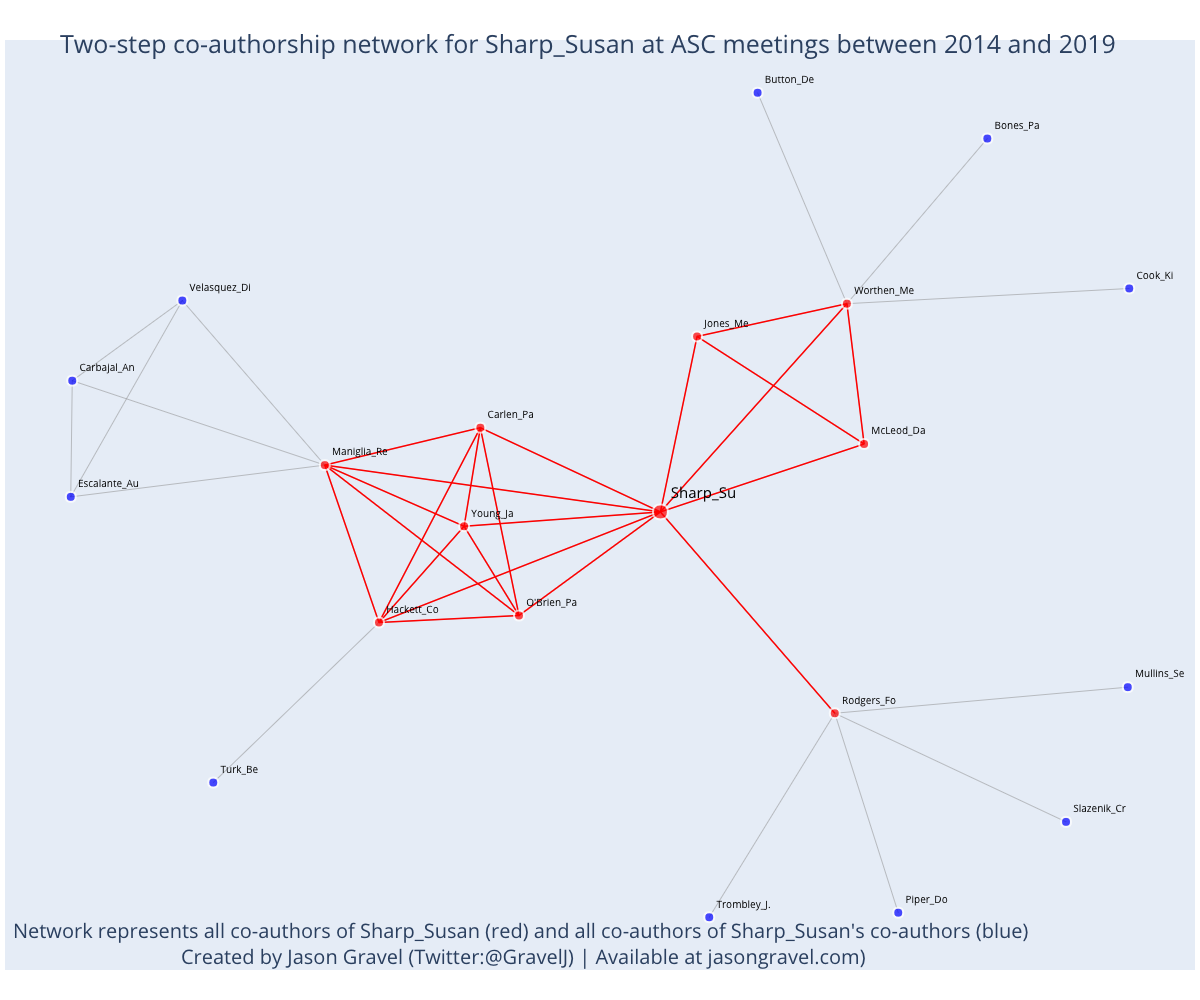 Two-step co-authorship network for Sharp_Susan at ASC meetings between 2014 and 2019
Button_De
Bones_Pa
Cook_Ki
Velasquez_Di
Worthen_Me
Jones_Me
Carbajal_An
Carlen_Pa
McLeod_Da
Maniglia_Re
Escalante_Au
Sharp_Su
Young_Ja
O'Brien_Pa
Hackett_Co
Mullins_Se
Rodgers_Fo
Turk_Be
Slazenik_Cr
Piper_Do
Trombley_J.
Network represents all co-authors of Sharp_Susan (red) and all co-authors of Sharp_Susan's co-authors (blue)
Created by Jason Gravel (Twitter:@GravelJ) | Available at jasongravel.com)